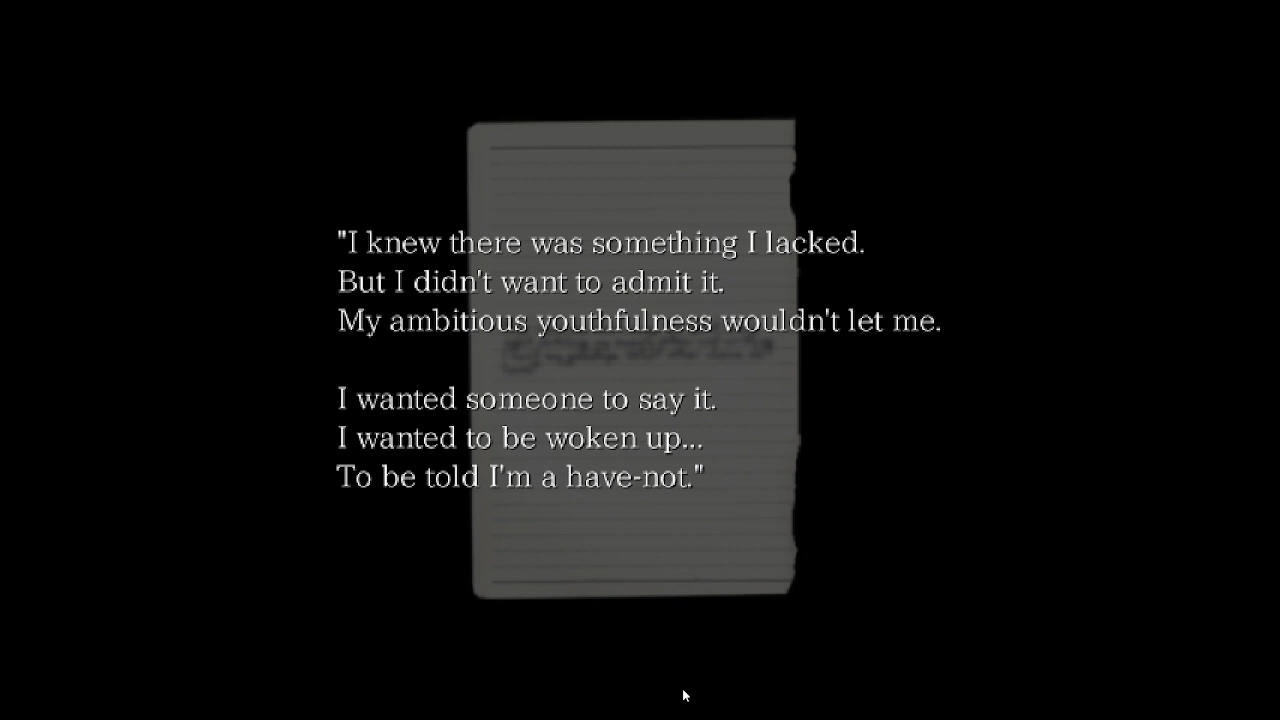 "I knew there was something I lacked.
But I didn't want to admit it.
My ambitious youthfulness wouldn't let me.
I wanted someone to say it.
I wanted to be woken up...
To be told I'm a have-not."